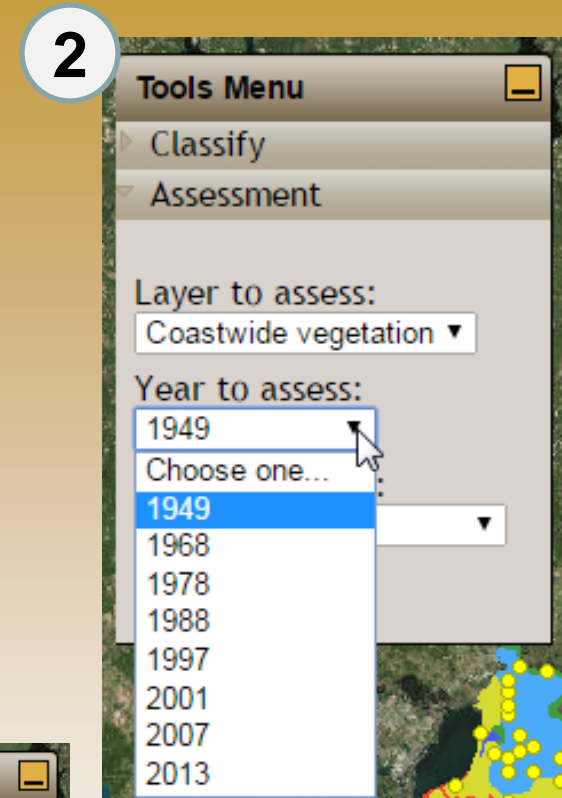 2
Tools Menu
Classify
Assessment
Layer to assess:
Coastwide vegetation
Year to assess:
1949
Choose one...
:
1949
1968
1978
1988
1997
2001
2007
2013